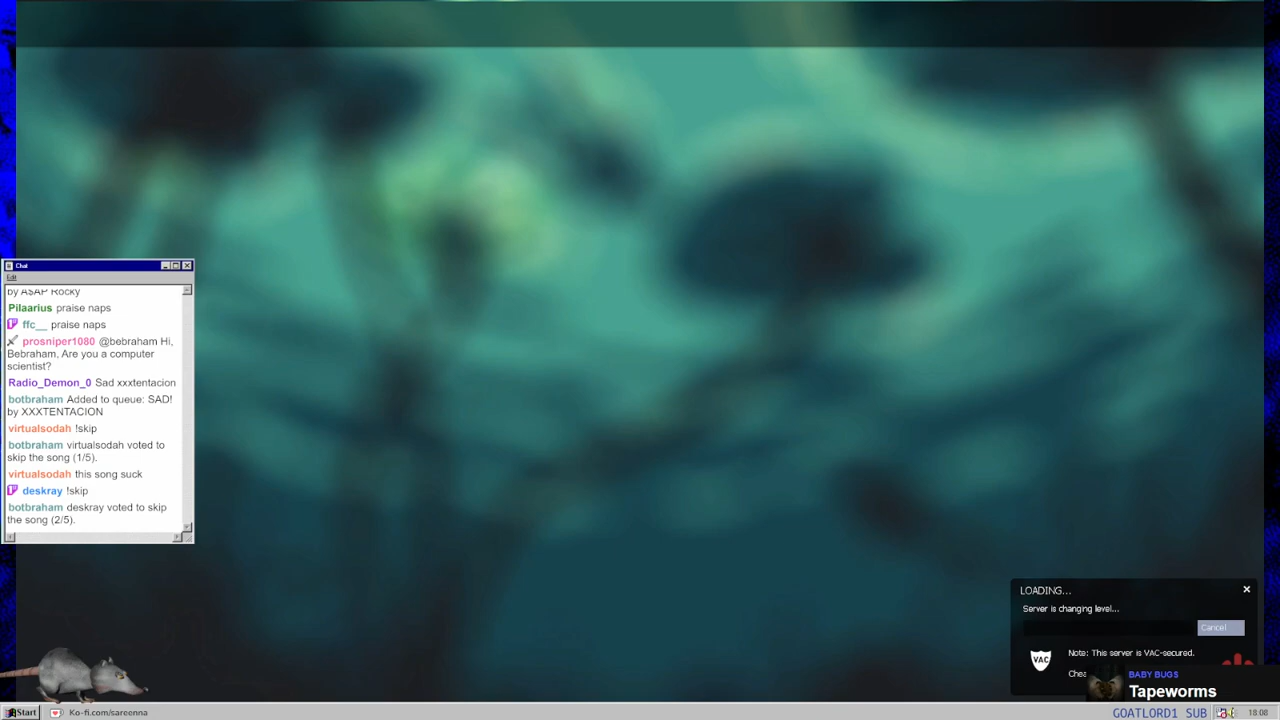 Chat
Edit
by ASAP Rocky
Pilaarius praise naps
ffc__ praise naps
prosniper1080 @bebraham Hi,
Bebraham, Are you a computer
scientist?
Radio_Demon_0 Sad xxxtentacion
botbraham Added to queue: SAD!
by XXXTENTACION
virtualsodah !skip
botbraham virtualsodah voted to
skip the song (1/5).
virtualsodah this song suck
deskray !skip
botbraham deskray voted to skip
the song (2/5).
LOADING...
Server is changing level...
Cancel
VAC
Note: This server is VAC-secured.
Chea
BABY BUGS
Tapeworms
Start
Ko-fi.com/sareenna
GOATLORD1 SUB
18.08